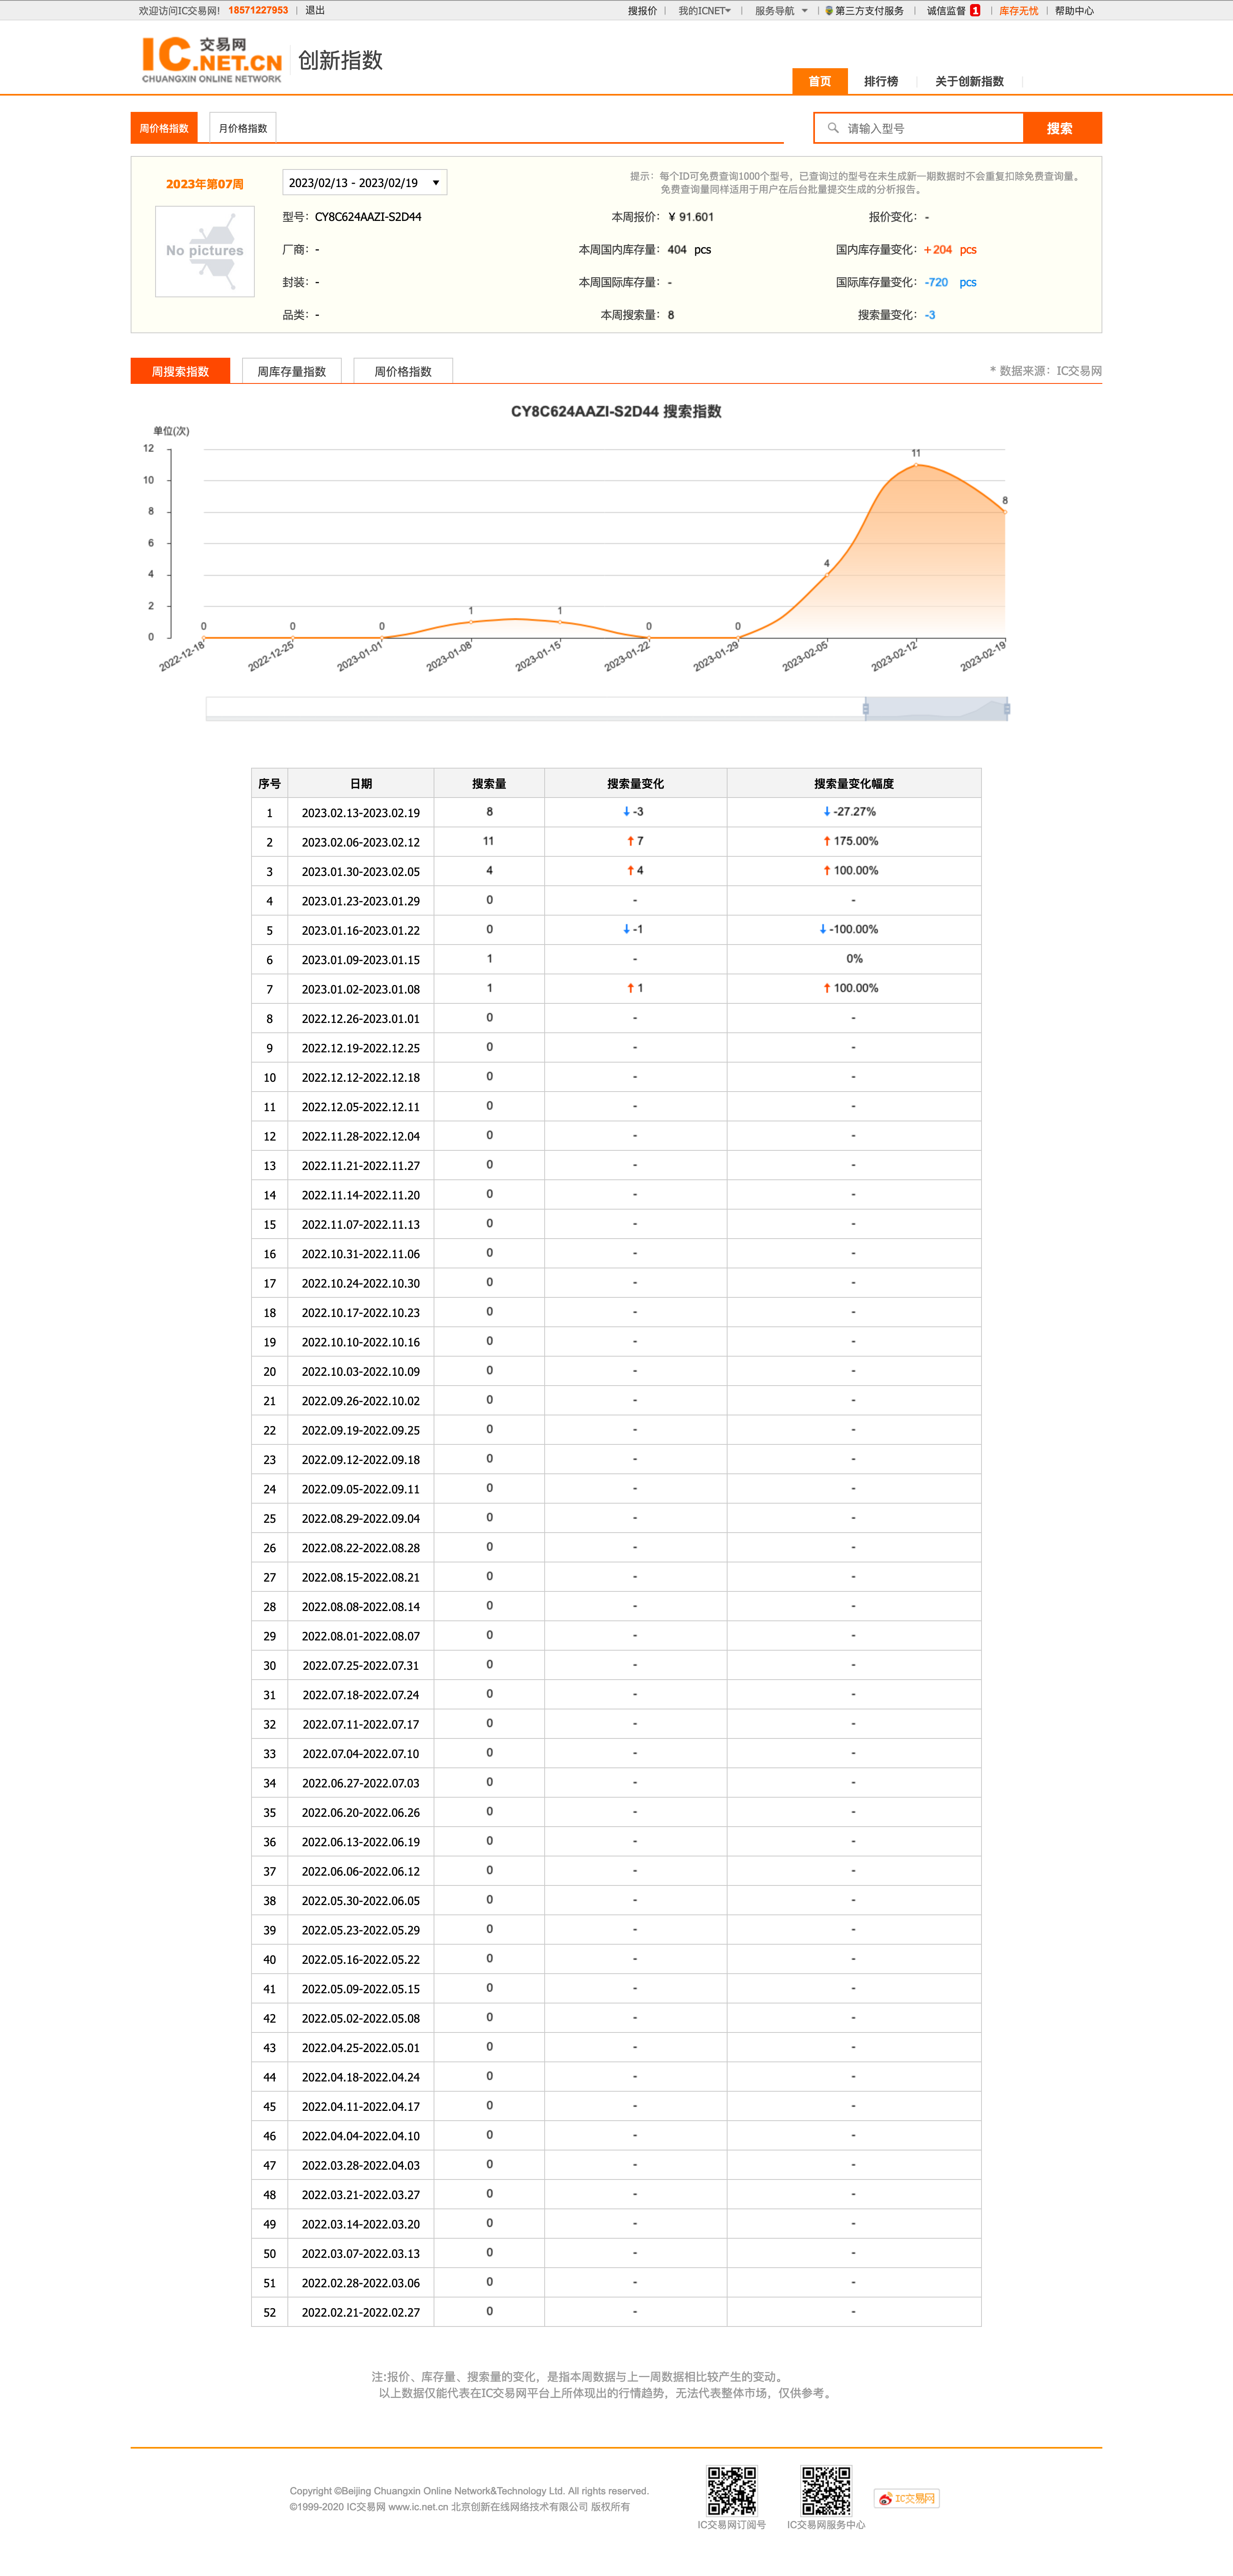 欢迎访问IC交易网! 18571227953 | 退出 搜报价 | 我的ICNET | 服务导航 | 第三方支付服务 | 诚信监督 1 | 库存无忧 | 帮助中心
IC 交易网 .NET.CN
CHUANGXIN ONLINE NETWORK
创新指数
首页 排行榜 关于创新指数
周价格指数 月价格指数 请输入型号 搜索
2023年第07周 2023/02/13 - 2023/02/19
提示：每个ID可免费查询1000个型号，已查询过的型号在未生成新一期数据时不会重复扣除免费查询量。
免费查询量同样适用于用户在后台批量提交生成的分析报告。
No pictures
型号：CY8C624AAZI-S2D44 本周报价：¥ 91.601 报价变化：-
厂商：- 本周国内库存量：404 pcs 国内库存量变化：+204 pcs
封装：- 本周国际库存量：- 国际库存量变化：-720 pcs
品类：- 本周搜索量：8 搜索量变化：-3
周搜索指数 周库存量指数 周价格指数 * 数据来源：IC交易网
CY8C624AAZI-S2D44 搜索指数
单位(次)
12
10
8
6
4
2
0
0 0 0 1 1 0 0 4 11 8
2022-12-18 2022-12-25 2023-01-01 2023-01-08 2023-01-15 2023-01-22 2023-01-29 2023-02-05 2023-02-12 2023-02-19
序号 日期 搜索量 搜索量变化 搜索量变化幅度
1 2023.02.13-2023.02.19 8 ↓-3 ↓-27.27%
2 2023.02.06-2023.02.12 11 ↑7 ↑175.00%
3 2023.01.30-2023.02.05 4 ↑4 ↑100.00%
4 2023.01.23-2023.01.29 0 - -
5 2023.01.16-2023.01.22 0 ↓-1 ↓-100.00%
6 2023.01.09-2023.01.15 1 - 0%
7 2023.01.02-2023.01.08 1 ↑1 ↑100.00%
8 2022.12.26-2023.01.01 0 - -
9 2022.12.19-2022.12.25 0 - -
10 2022.12.12-2022.12.18 0 - -
11 2022.12.05-2022.12.11 0 - -
12 2022.11.28-2022.12.04 0 - -
13 2022.11.21-2022.11.27 0 - -
14 2022.11.14-2022.11.20 0 - -
15 2022.11.07-2022.11.13 0 - -
16 2022.10.31-2022.11.06 0 - -
17 2022.10.24-2022.10.30 0 - -
18 2022.10.17-2022.10.23 0 - -
19 2022.10.10-2022.10.16 0 - -
20 2022.10.03-2022.10.09 0 - -
21 2022.09.26-2022.10.02 0 - -
22 2022.09.19-2022.09.25 0 - -
23 2022.09.12-2022.09.18 0 - -
24 2022.09.05-2022.09.11 0 - -
25 2022.08.29-2022.09.04 0 - -
26 2022.08.22-2022.08.28 0 - -
27 2022.08.15-2022.08.21 0 - -
28 2022.08.08-2022.08.14 0 - -
29 2022.08.01-2022.08.07 0 - -
30 2022.07.25-2022.07.31 0 - -
31 2022.07.18-2022.07.24 0 - -
32 2022.07.11-2022.07.17 0 - -
33 2022.07.04-2022.07.10 0 - -
34 2022.06.27-2022.07.03 0 - -
35 2022.06.20-2022.06.26 0 - -
36 2022.06.13-2022.06.19 0 - -
37 2022.06.06-2022.06.12 0 - -
38 2022.05.30-2022.06.05 0 - -
39 2022.05.23-2022.05.29 0 - -
40 2022.05.16-2022.05.22 0 - -
41 2022.05.09-2022.05.15 0 - -
42 2022.05.02-2022.05.08 0 - -
43 2022.04.25-2022.05.01 0 - -
44 2022.04.18-2022.04.24 0 - -
45 2022.04.11-2022.04.17 0 - -
46 2022.04.04-2022.04.10 0 - -
47 2022.03.28-2022.04.03 0 - -
48 2022.03.21-2022.03.27 0 - -
49 2022.03.14-2022.03.20 0 - -
50 2022.03.07-2022.03.13 0 - -
51 2022.02.28-2022.03.06 0 - -
52 2022.02.21-2022.02.27 0 - -
注:报价、库存量、搜索量的变化，是指本周数据与上一周数据相比较产生的变动。
以上数据仅能代表在IC交易网平台上所体现出的行情趋势，无法代表整体市场，仅供参考。
Copyright ©Beijing Chuangxin Online Network&Technology Ltd. All rights reserved.
©1999-2020 IC交易网 www.ic.net.cn 北京创新在线网络技术有限公司 版权所有
IC交易网订阅号 IC交易网服务中心 IC交易网